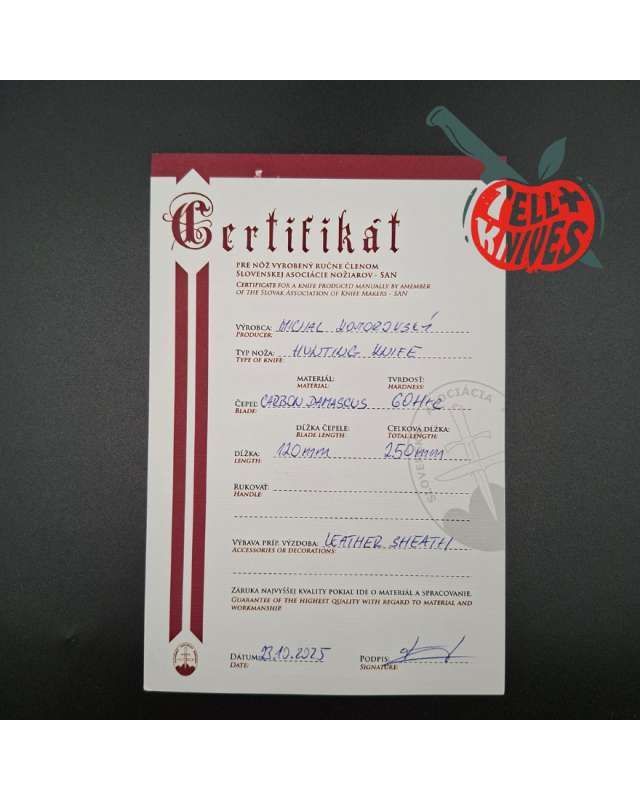 TELL+
KNIVES
Certifikát
PRE NÔŽ VYROBENÝ RUČNE ČLENOM
SLOVENSKEJ ASOCIÁCIE NOŽIAROV - SAN
CERTIFICATE FOR A KNIFE PRODUCED MANUALLY BY AMEMBER
OF THE SLOVAK ASSOCIATION OF KNIFE MAKERS - SAN
VÝROBCA: MICHAL
PRODUCER:
TYP NOŽA: HUNTING KNIFE
TYPE OF KNIFE:
MATERIÁL: TVRDOSŤ:
MATERIAL: HARDNESS:
ČEPEĽ: CARBON DAMASCUS 60Hrc
BLADE:
DĹŽKA ČEPELE: CELKOVÁ DĹŽKA:
BLADE LENGTH: TOTAL LENGTH:
DĹŽKA: 120mm 250mm
LENGTH:
RUKOVÄŤ:
HANDLE:
VÝBAVA PRÍP. VÝZDOBA: LEATHER SHEATH
ACCESSORIES OR DECORATIONS:
ZÁRUKA NAJVYŠŠEJ KVALITY POKIAĽ IDE O MATERIÁL A SPRACOVANIE.
GUARANTEE OF THE HIGHEST QUALITY WITH REGARD TO MATERIAL AND
WORKMANSHIP.
DÁTUM: 23.10.2025 PODPIS:
DATE: SIGNATURE: